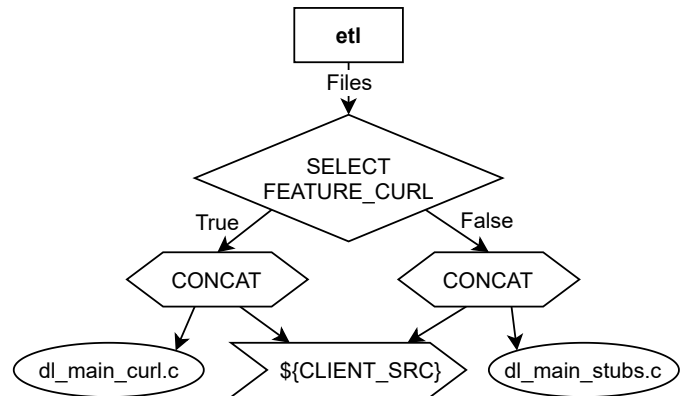 etl
Files
SELECT
FEATURE_CURL
True
False
CONCAT
CONCAT
dl_main_curl.c
${CLIENT_SRC}
dl_main_stubs.c